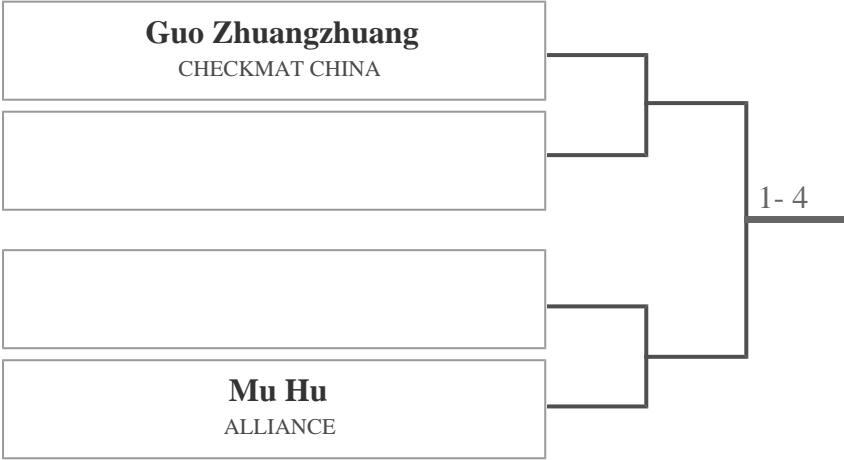 Guo Zhuangzhuang
CHECKMAT CHINA
1- 4
Mu Hu
ALLIANCE